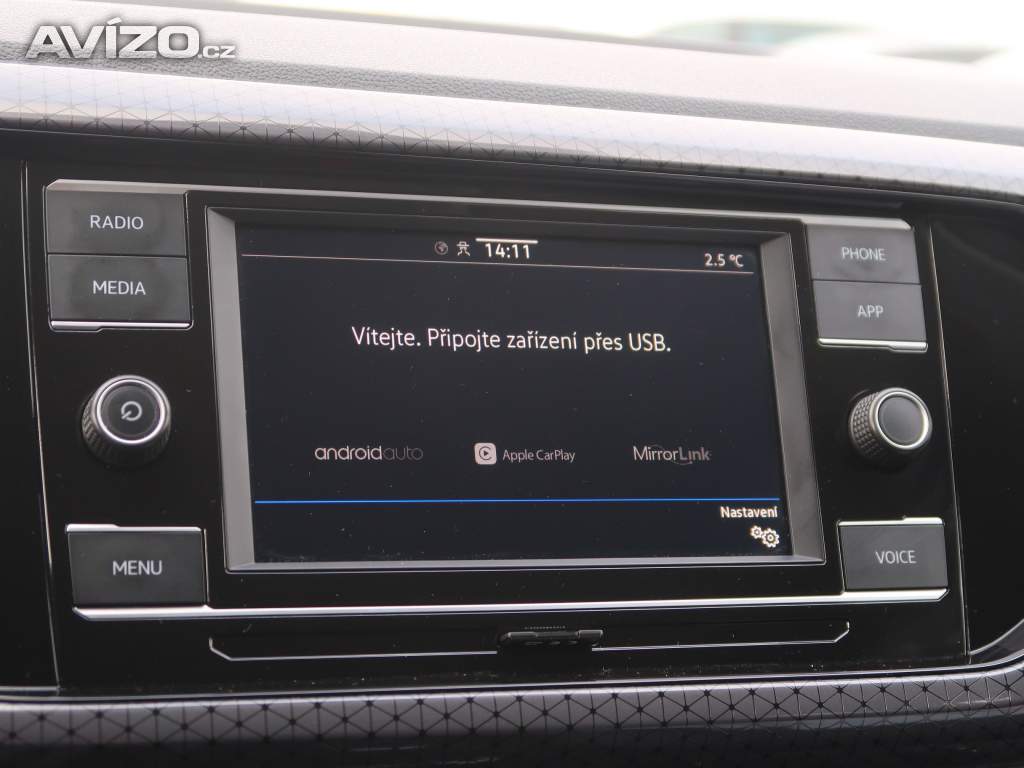 AVÍZO.cz
RADIO
MEDIA
14:11
2.5 °C
PHONE
APP
Vítejte. Připojte zařízení přes USB.
androidauto
Apple CarPlay
MirrorLink
Nastavení
MENU
VOICE